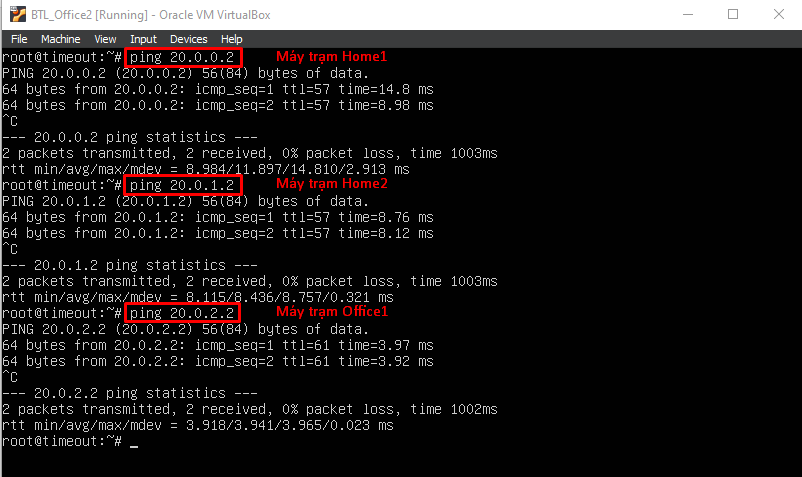 BTL_Office2 [Running] - Oracle VM VirtualBox
File Machine View Input Devices Help
root@timeout:~# ping 20.0.0.2 Máy trạm Home1
PING 20.0.0.2 (20.0.0.2) 56(84) bytes of data.
64 bytes from 20.0.0.2: icmp_seq=1 ttl=57 time=14.8 ms
64 bytes from 20.0.0.2: icmp_seq=2 ttl=57 time=8.98 ms
^C
--- 20.0.0.2 ping statistics ---
2 packets transmitted, 2 received, 0% packet loss, time 1003ms
rtt min/avg/max/mdev = 8.984/11.897/14.810/2.913 ms
root@timeout:~# ping 20.0.1.2 Máy trạm Home2
PING 20.0.1.2 (20.0.1.2) 56(84) bytes of data.
64 bytes from 20.0.1.2: icmp_seq=1 ttl=57 time=8.76 ms
64 bytes from 20.0.1.2: icmp_seq=2 ttl=57 time=8.12 ms
^C
--- 20.0.1.2 ping statistics ---
2 packets transmitted, 2 received, 0% packet loss, time 1003ms
rtt min/avg/max/mdev = 8.115/8.436/8.757/0.321 ms
root@timeout:~# ping 20.0.2.2 Máy trạm Office1
PING 20.0.2.2 (20.0.2.2) 56(84) bytes of data.
64 bytes from 20.0.2.2: icmp_seq=1 ttl=61 time=3.97 ms
64 bytes from 20.0.2.2: icmp_seq=2 ttl=61 time=3.92 ms
^C
--- 20.0.2.2 ping statistics ---
2 packets transmitted, 2 received, 0% packet loss, time 1002ms
rtt min/avg/max/mdev = 3.918/3.941/3.965/0.023 ms
root@timeout:~# _